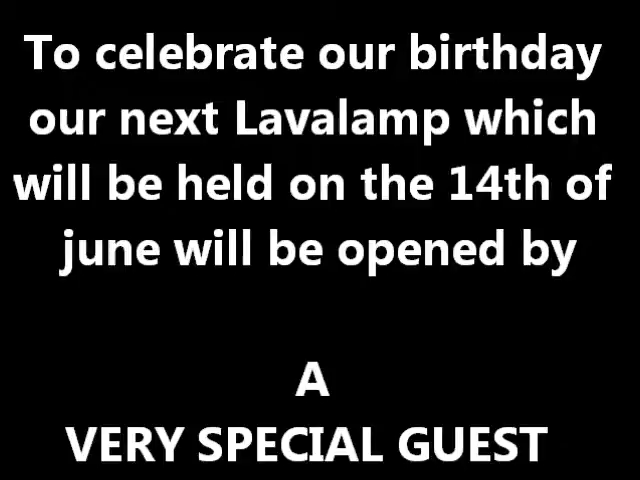 To celebrate our birthday
our next Lavalamp which
will be held on the 14th of
june will be opened by
A
VERY SPECIAL GUEST